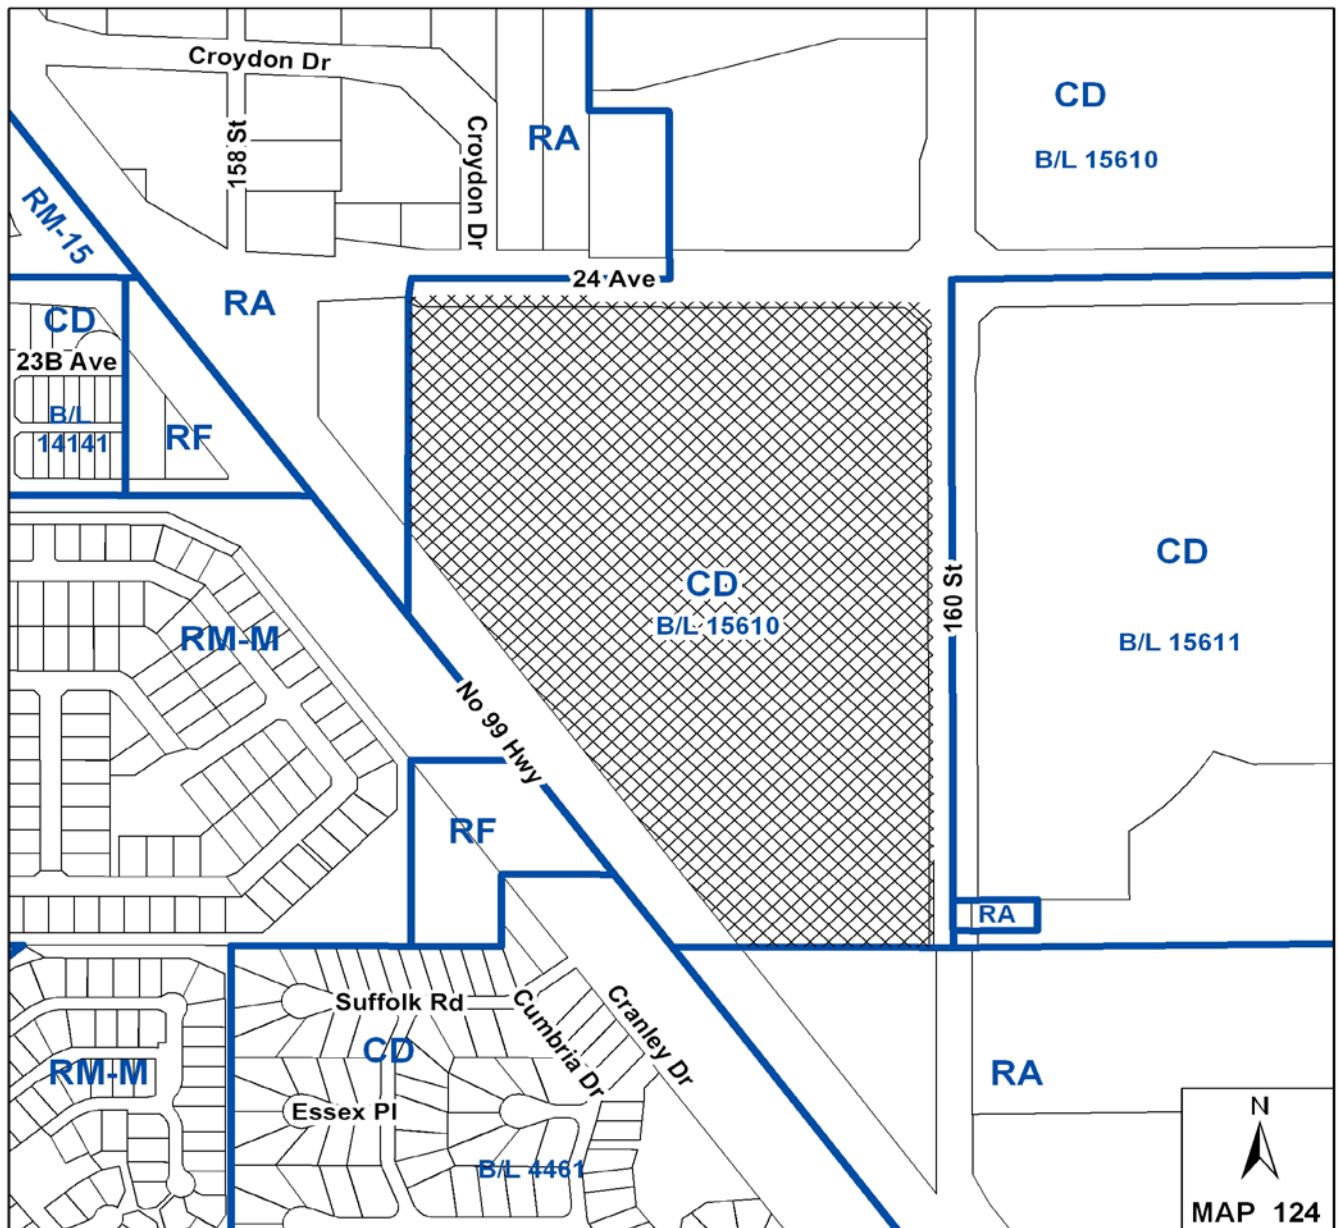 Croydon Dr
CD
158 St
Croydon Dr
RA
B/L 15610
RM-15
24 Ave
RA
CD
23B Ave
B/L
14141
RF
CD
B/L 15610
160 St
CD
B/L 15611
RM-M
No 99 Hwy
RF
RA
Suffolk Rd
Cumbria Dr
Cranley Dr
CD
RM-M
RA
Essex Pl
B/L 4461
N
MAP 124